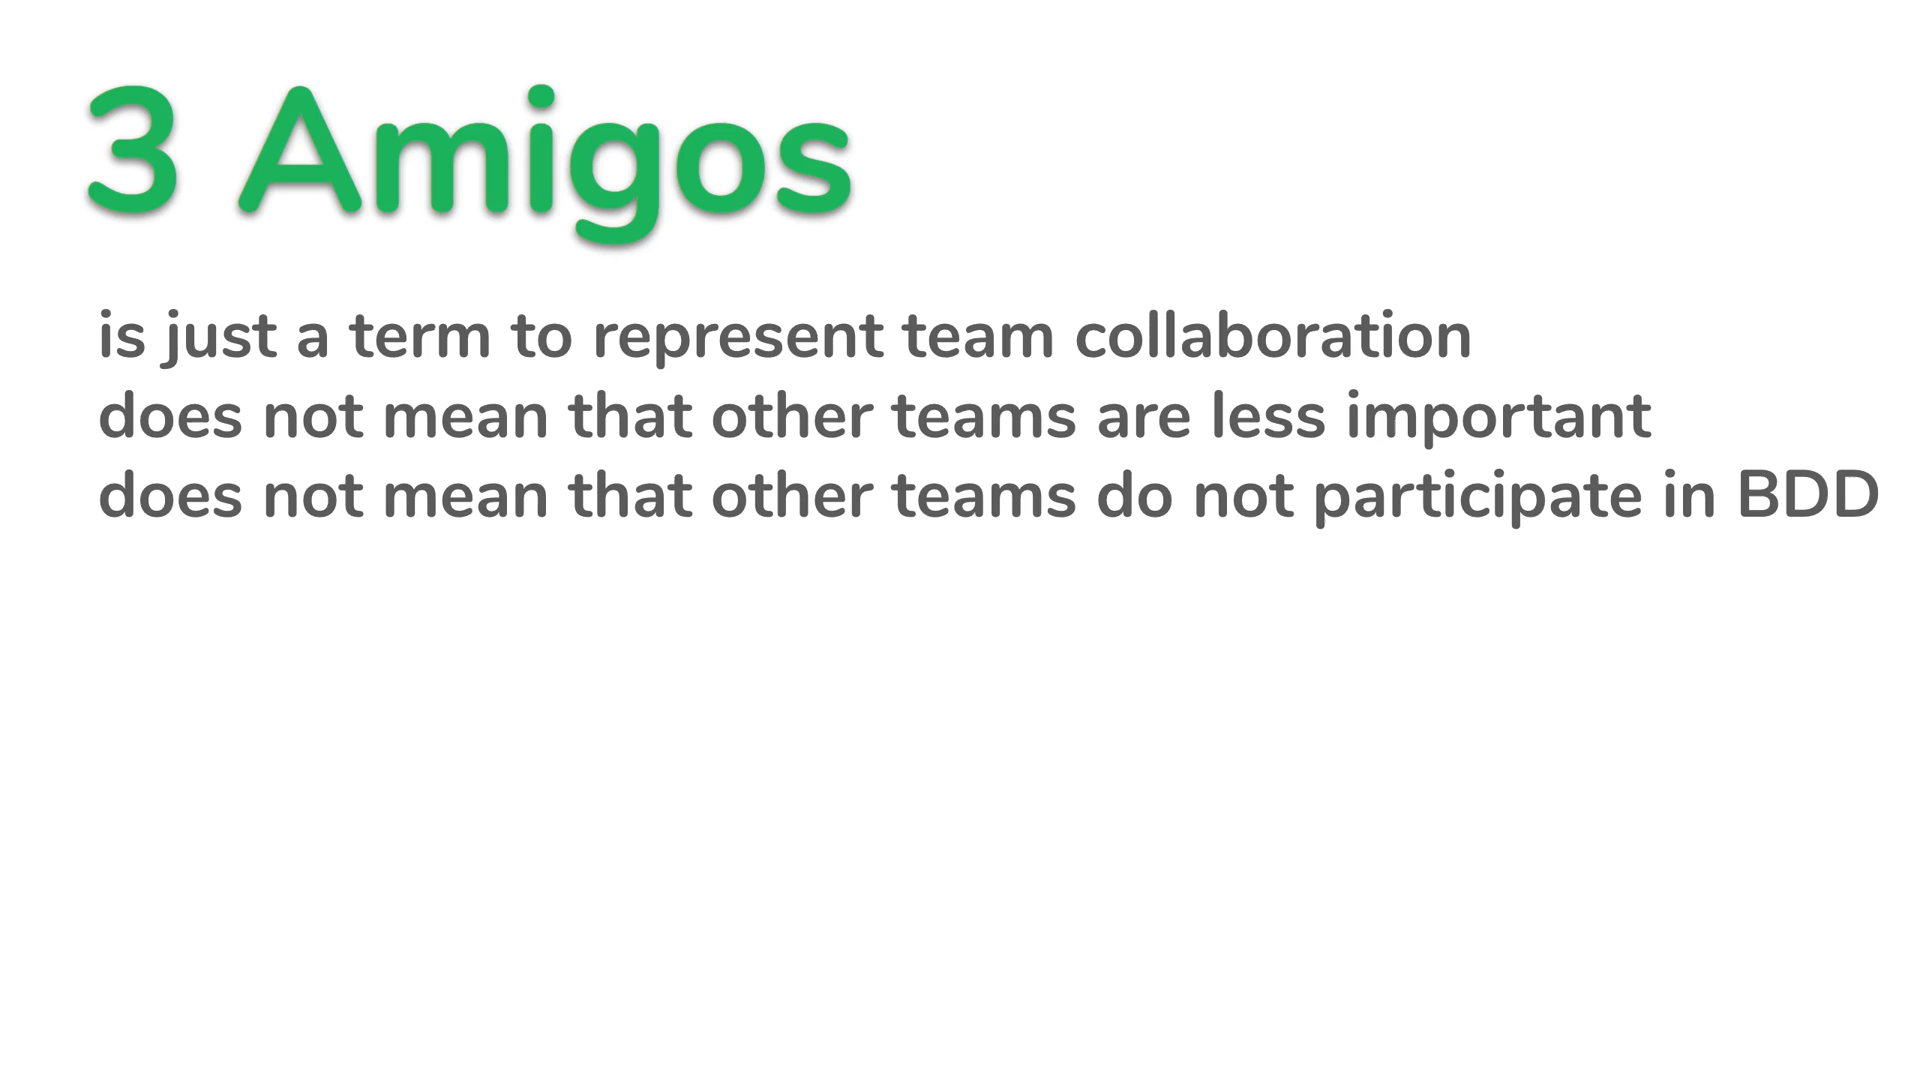 3 Amigos
is just a term to represent team collaboration
does not mean that other teams are less important
does not mean that other teams do not participate in BDD